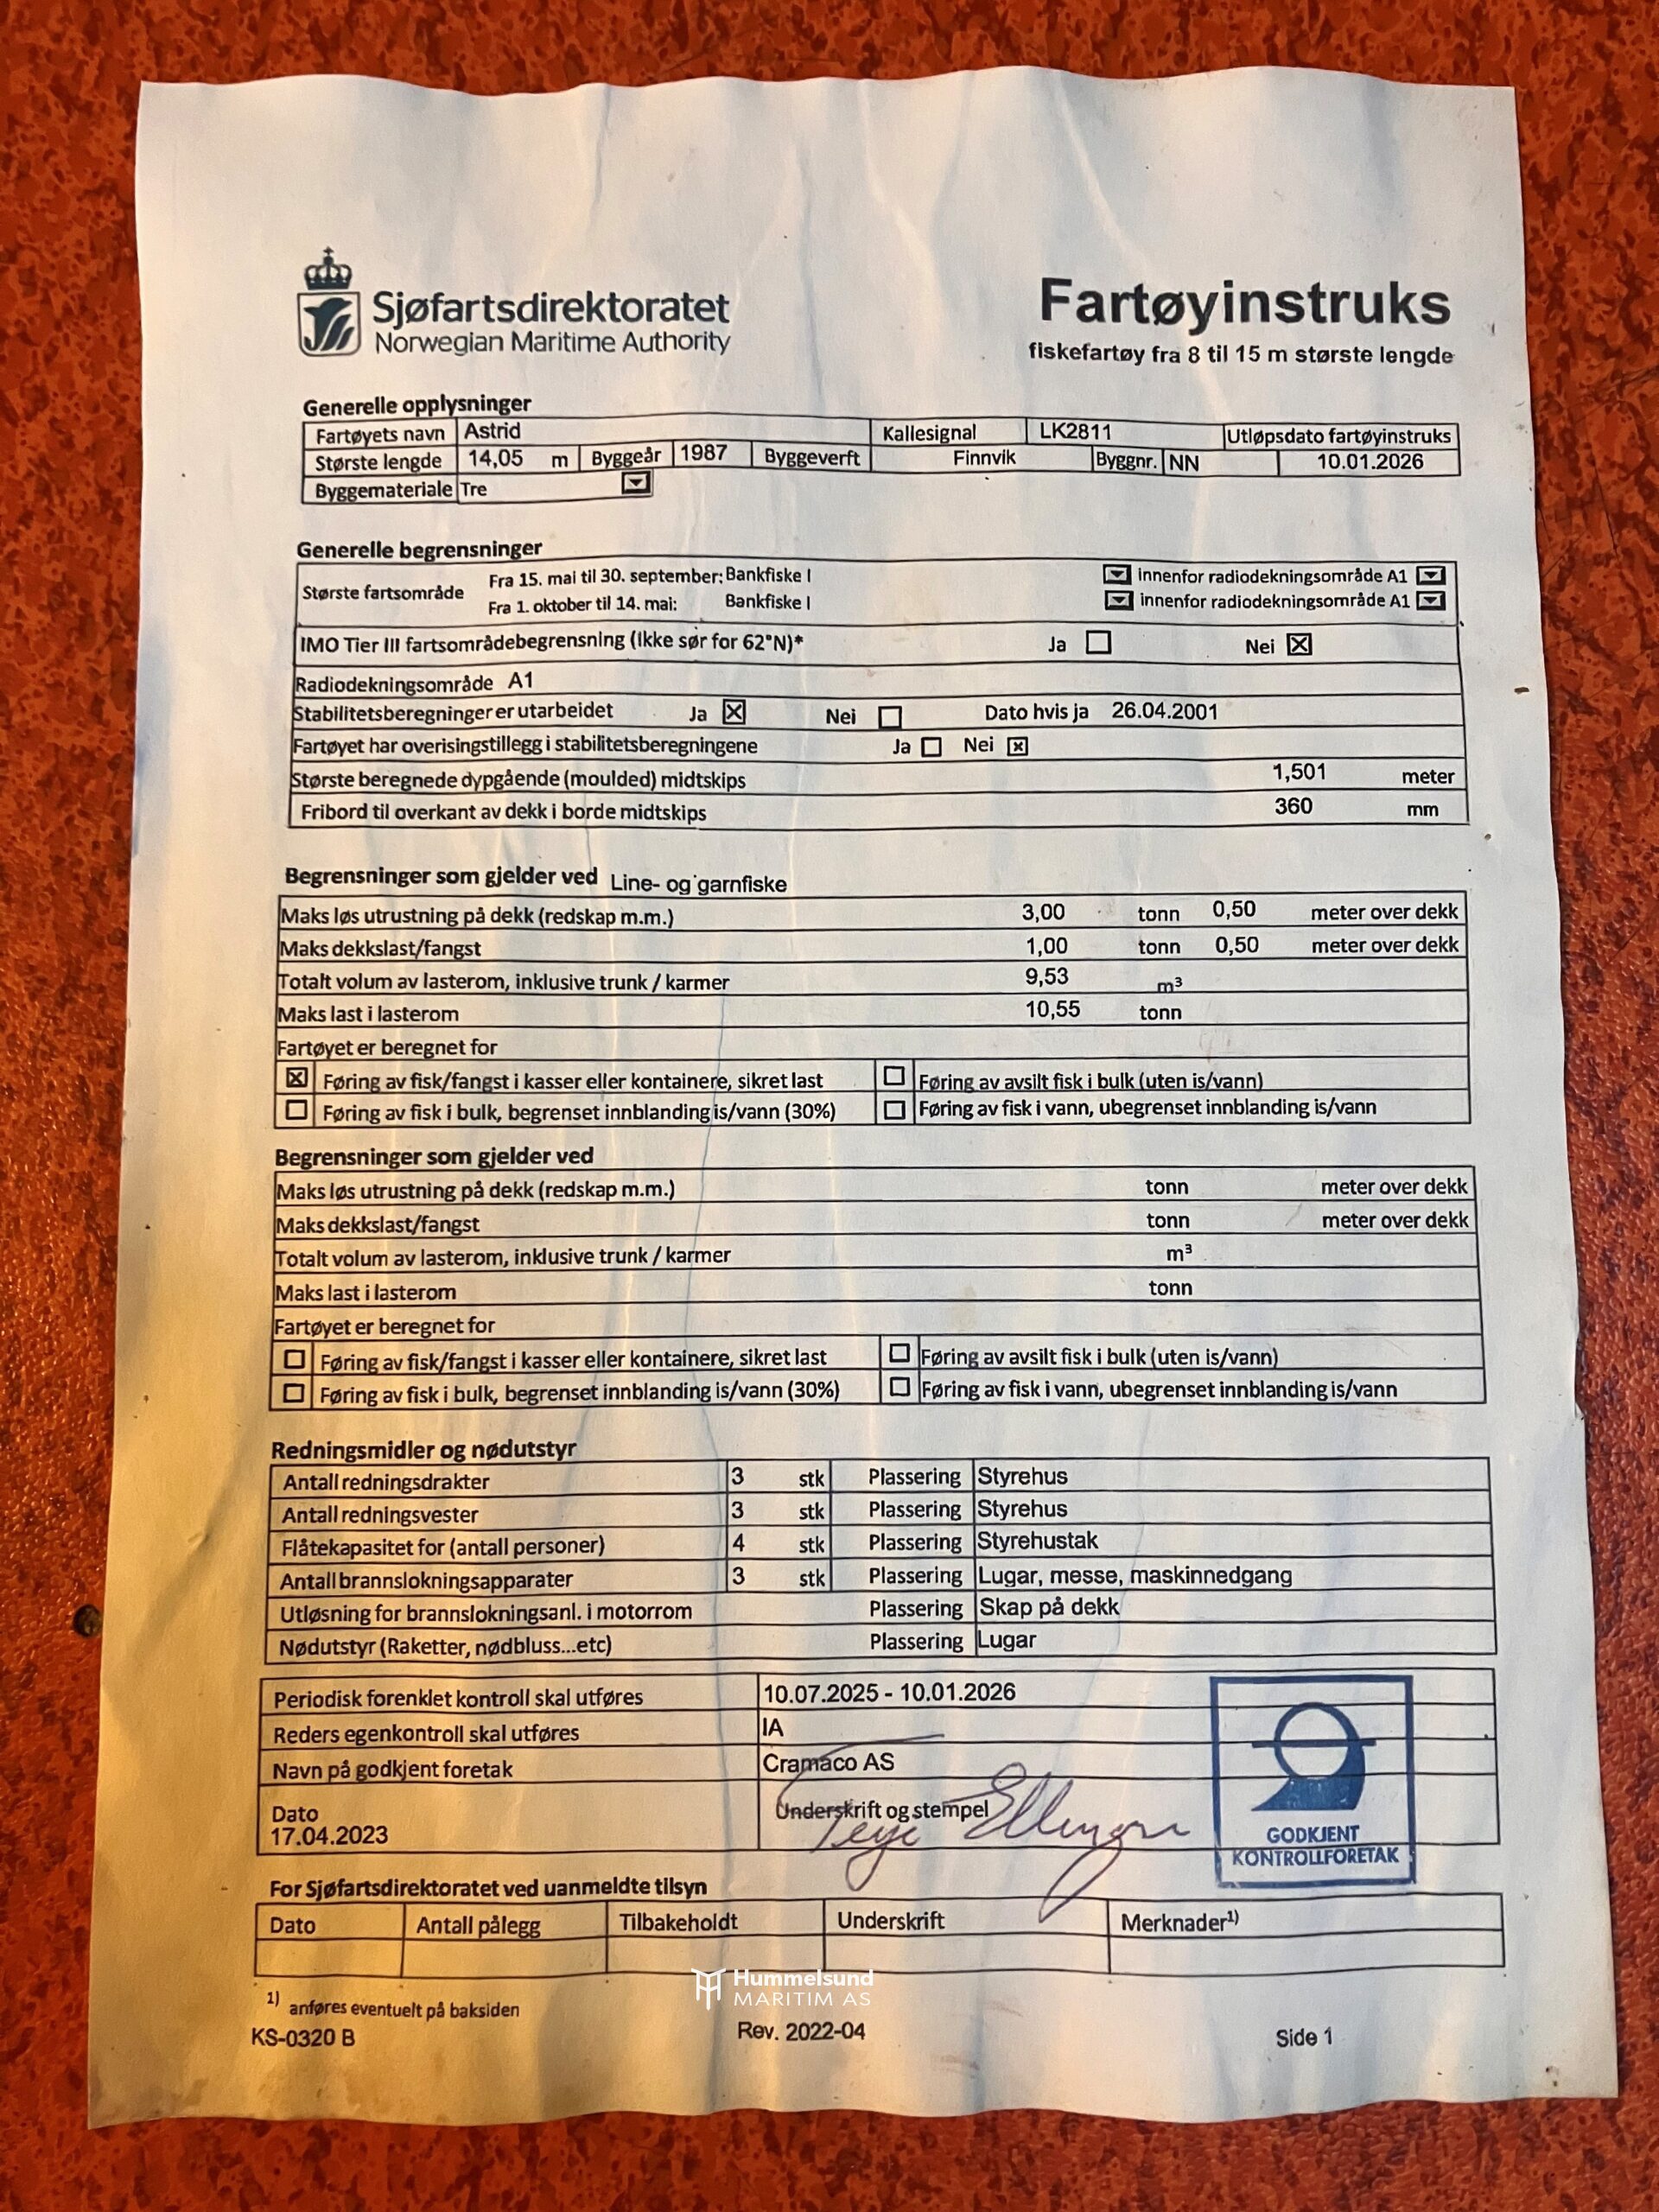 Sjøfartsdirektoratet
Norwegian Maritime Authority
Fartøyinstruks
fiskefartøy fra 8 til 15 m største lengde
Generelle opplysninger
Fartøyets navn Astrid Kallesignal LK2811 Utløpsdato fartøyinstruks
Største lengde 14,05 m Byggeår 1987 Byggeverft Finnvik Byggnr. NN 10.01.2026
Byggemateriale Tre
Generelle begrensninger
Største fartsområde
Fra 15. mai til 30. september: Bankfiske I innenfor radiodekningsområde A1
Fra 1. oktober til 14. mai: Bankfiske I innenfor radiodekningsområde A1
IMO Tier III fartsområdebegrensning (Ikke sør for 62°N)* Ja ☐ Nei ☒
Radiodekningsområde A1
Stabilitetsberegninger er utarbeidet Ja ☒ Nei ☐ Dato hvis ja 26.04.2001
Fartøyet har overisingstillegg i stabilitetsberegningene Ja ☐ Nei ☒
Største beregnede dypgående (moulded) midtskips 1,501 meter
Fribord til overkant av dekk i borde midtskips 360 mm
Begrensninger som gjelder ved Line- og garnfiske
Maks løs utrustning på dekk (redskap m.m.) 3,00 tonn 0,50 meter over dekk
Maks dekkslast/fangst 1,00 tonn 0,50 meter over dekk
Totalt volum av lasterom, inklusive trunk / karmer 9,53 m³
Maks last i lasterom 10,55 tonn
Fartøyet er beregnet for
☒ Føring av fisk/fangst i kasser eller kontainere, sikret last ☐ Føring av avsilt fisk i bulk (uten is/vann)
☐ Føring av fisk i bulk, begrenset innblanding is/vann (30%) ☐ Føring av fisk i vann, ubegrenset innblanding is/vann
Begrensninger som gjelder ved
Maks løs utrustning på dekk (redskap m.m.) tonn meter over dekk
Maks dekkslast/fangst tonn meter over dekk
Totalt volum av lasterom, inklusive trunk / karmer m³
Maks last i lasterom tonn
Fartøyet er beregnet for
☐ Føring av fisk/fangst i kasser eller kontainere, sikret last ☐ Føring av avsilt fisk i bulk (uten is/vann)
☐ Føring av fisk i bulk, begrenset innblanding is/vann (30%) ☐ Føring av fisk i vann, ubegrenset innblanding is/vann
Redningsmidler og nødutstyr
Antall redningsdrakter 3 stk Plassering Styrehus
Antall redningsvester 3 stk Plassering Styrehus
Flåtekapasitet for (antall personer) 4 stk Plassering Styrehustak
Antall brannslokningsapparater 3 stk Plassering Lugar, messe, maskinnedgang
Utløsning for brannslokningsanl. i motorrom Plassering Skap på dekk
Nødutstyr (Raketter, nødbluss...etc) Plassering Lugar
Periodisk forenklet kontroll skal utføres 10.07.2025 - 10.01.2026
Reders egenkontroll skal utføres IA
Navn på godkjent foretak Cramaco AS
Dato Underskrift og stempel
17.04.2023
GODKJENT
KONTROLLFORETAK
For Sjøfartsdirektoratet ved uanmeldte tilsyn
Dato Antall pålegg Tilbakeholdt Underskrift Merknader1)
1) anføres eventuelt på baksiden
Hummelsund
MARITIM AS
KS-0320 B Rev. 2022-04 Side 1